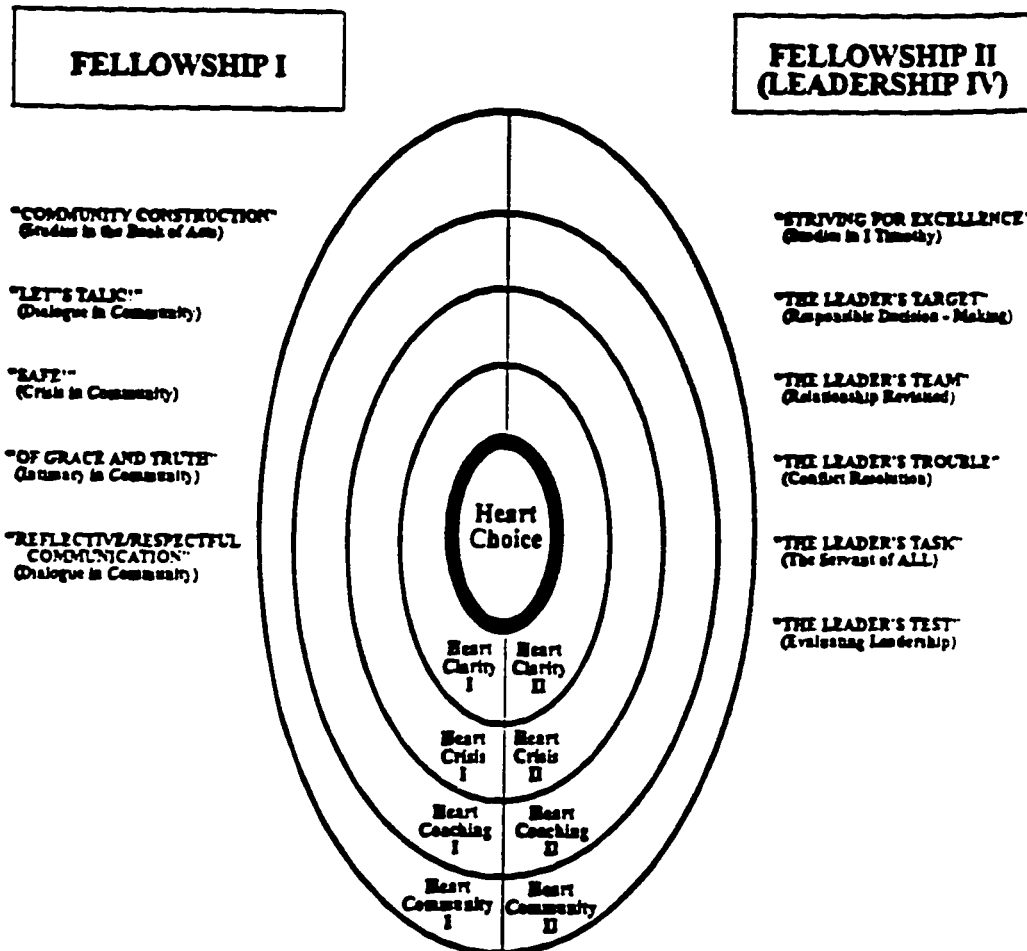 FELLOWSHIP I
FELLOWSHIP II
(LEADERSHIP IV)
"COMMUNITY CONSTRUCTION"
(Studies in the Book of Acts)
"LET'S TALK!"
(Dialogue in Community)
"SAFE"
(Crisis in Community)
"OF GRACE AND TRUTH"
(Intimacy in Community)
"REFLECTIVE/RESPECTFUL
COMMUNICATION"
(Dialogue in Community)
"STRIVING FOR EXCELLENCE"
(Studies in I Timothy)
"THE LEADER'S TARGET"
(Responsible Decision - Making)
"THE LEADER'S TEAM"
(Relationship Revisited)
"THE LEADER'S TROUBLE"
(Conflict Resolution)
"THE LEADER'S TASK"
(The Servant of ALL)
"THE LEADER'S TEST"
(Evaluating Leadership)
Heart
Choice
Heart
Clarity
I
Heart
Clarity
II
Heart
Crisis
I
Heart
Crisis
II
Heart
Coaching
I
Heart
Coaching
II
Heart
Community
I
Heart
Community
II